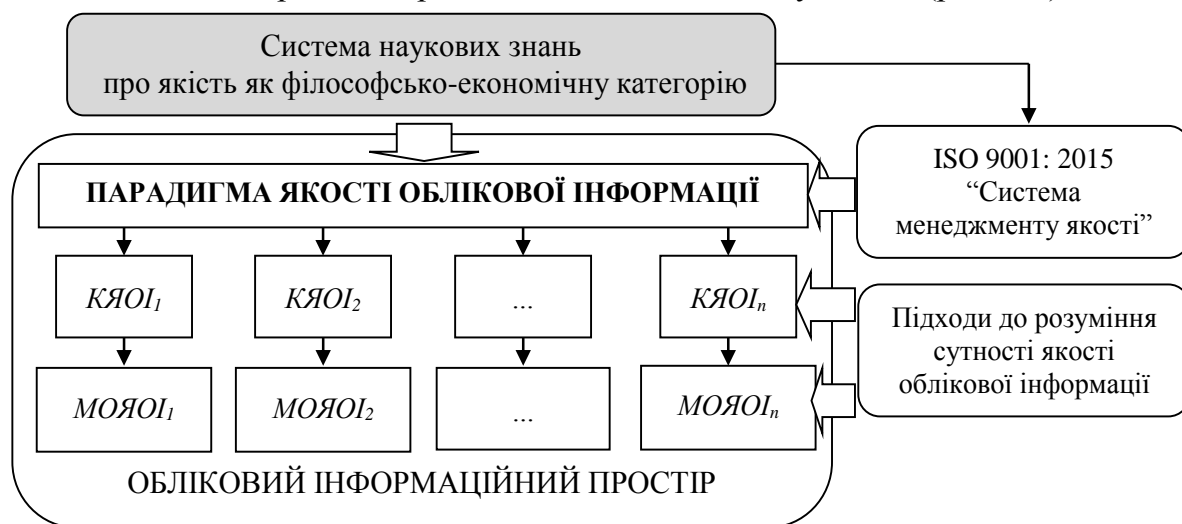 Система наукових знань
про якість як філософсько-економічну категорію
ISO 9001: 2015
“Система
менеджменту якості”
ПАРАДИГМА ЯКОСТІ ОБЛІКОВОЇ ІНФОРМАЦІЇ
КЯОІ1 КЯОІ2 ... КЯОІn
Підходи до розуміння
сутності якості
облікової інформації
МОЯОІ1 МОЯОІ2 ... МОЯОІn
ОБЛІКОВИЙ ІНФОРМАЦІЙНИЙ ПРОСТІР